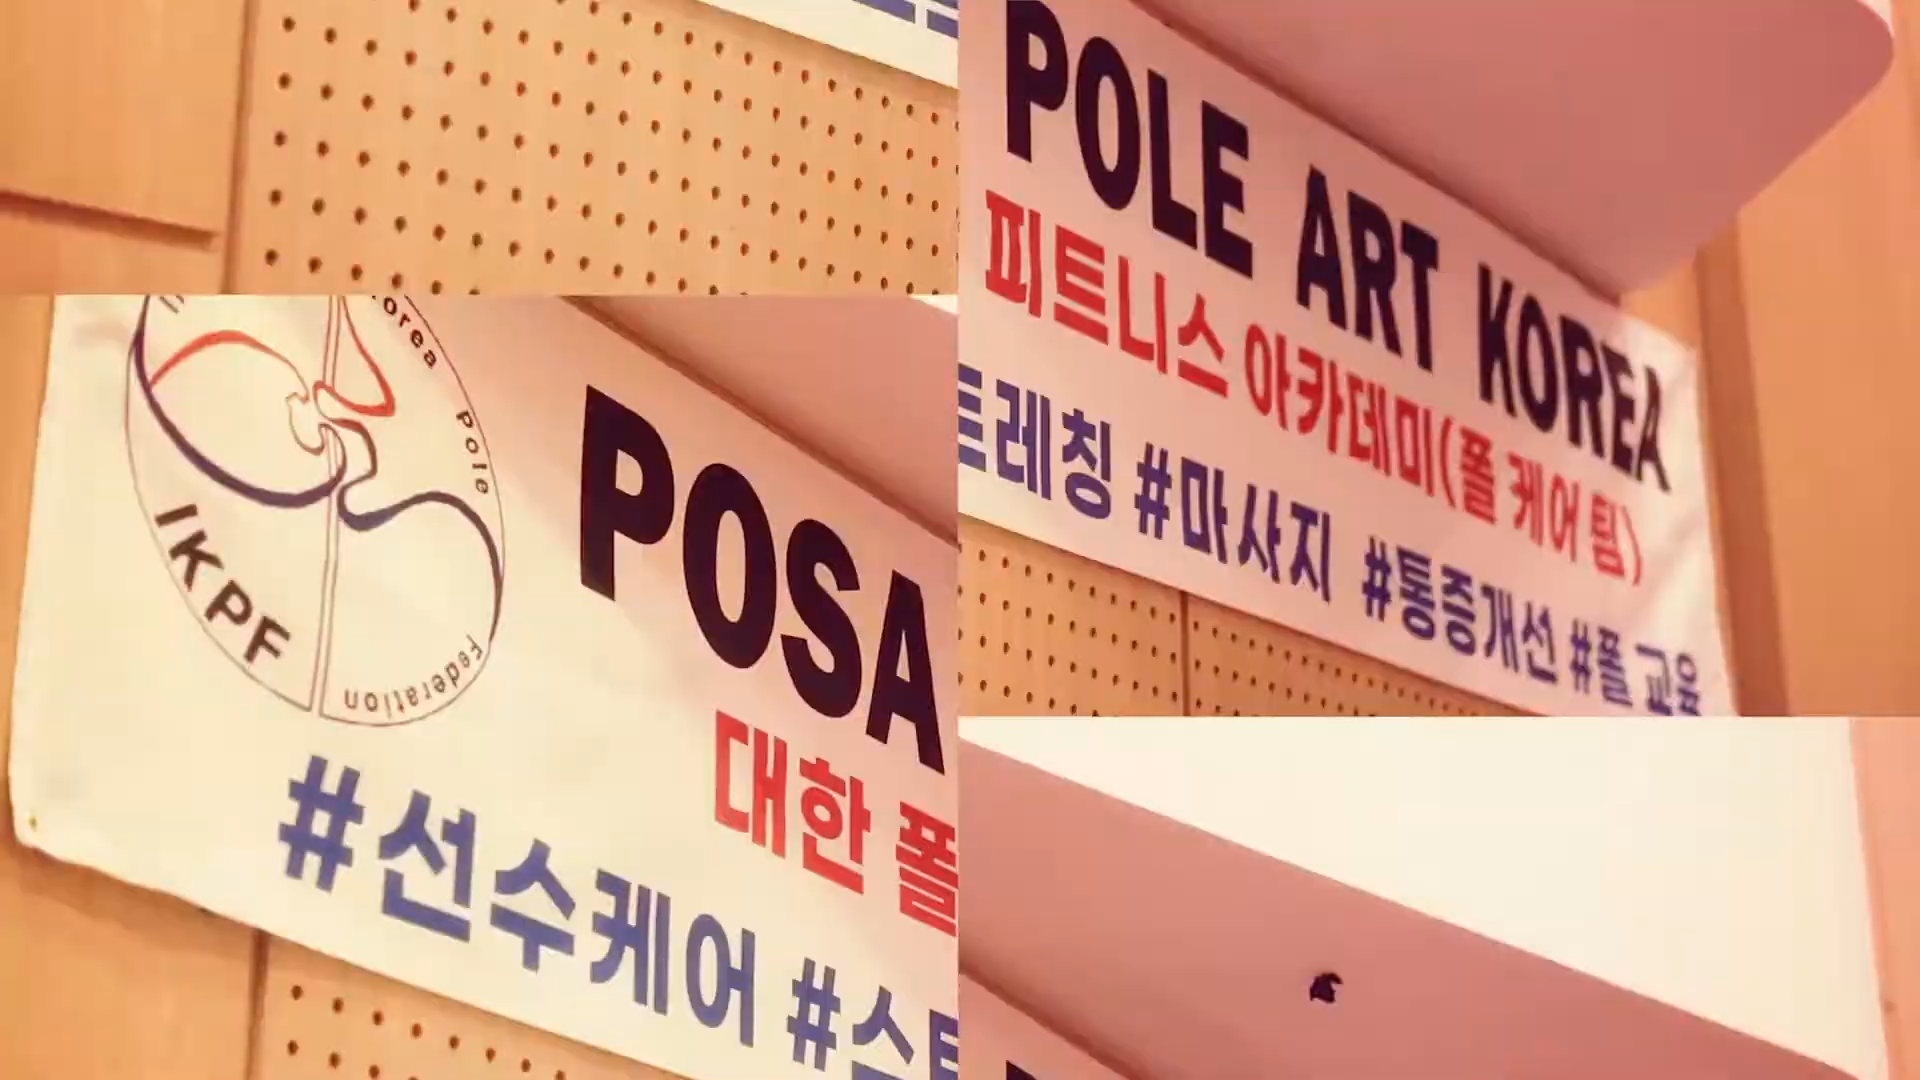 POLE ART KOREA
피트니스 아카데미(폴 케어 팀)
트레칭 #마사지 #통증개선 #폴 교육
orea Pole
IKPF
Federation
POSA
대한 폴
#선수케어 #스트